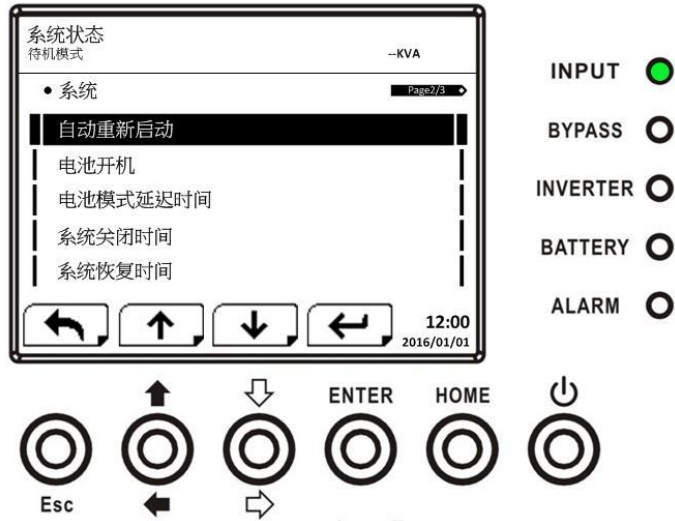 系统状态
待机模式
--KVA
系统
Page2/3
自动重新启动
电池开机
电池模式延迟时间
系统关闭时间
系统恢复时间
12:00
2016/01/01
INPUT
BYPASS
INVERTER
BATTERY
ALARM
ENTER
HOME
Esc